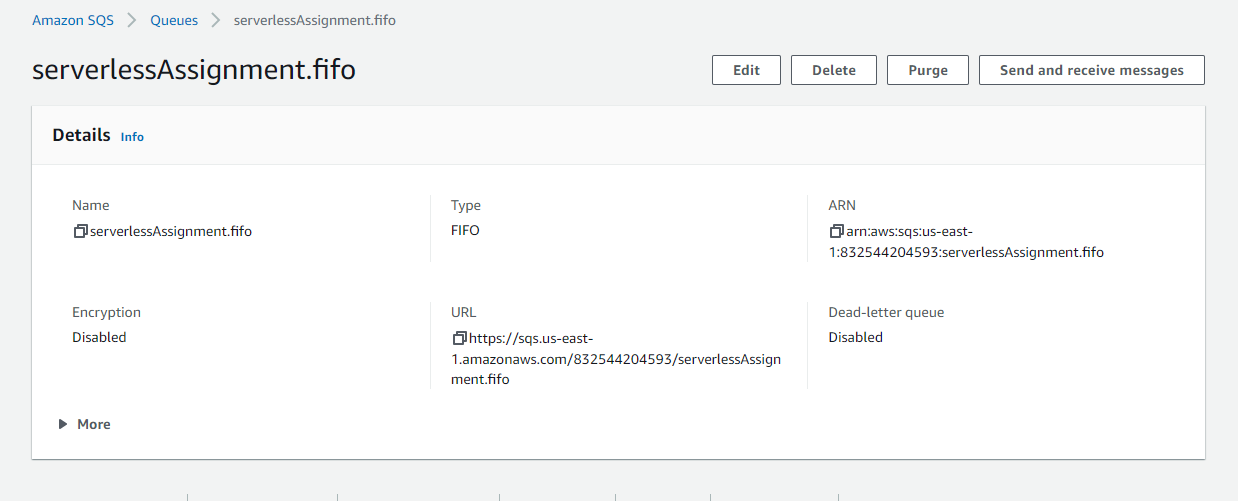 Amazon SQS > Queues > serverlessAssignment.fifo
serverlessAssignment.fifo
Edit
Delete
Purge
Send and receive messages
Details Info
Name
serverlessAssignment.fifo
Type
FIFO
ARN
arn:aws:sqs:us-east-
1:832544204593:serverlessAssignment.fifo
Encryption
Disabled
URL
https://sqs.us-east-
1.amazonaws.com/832544204593/serverlessAssign
ment.fifo
Dead-letter queue
Disabled
More